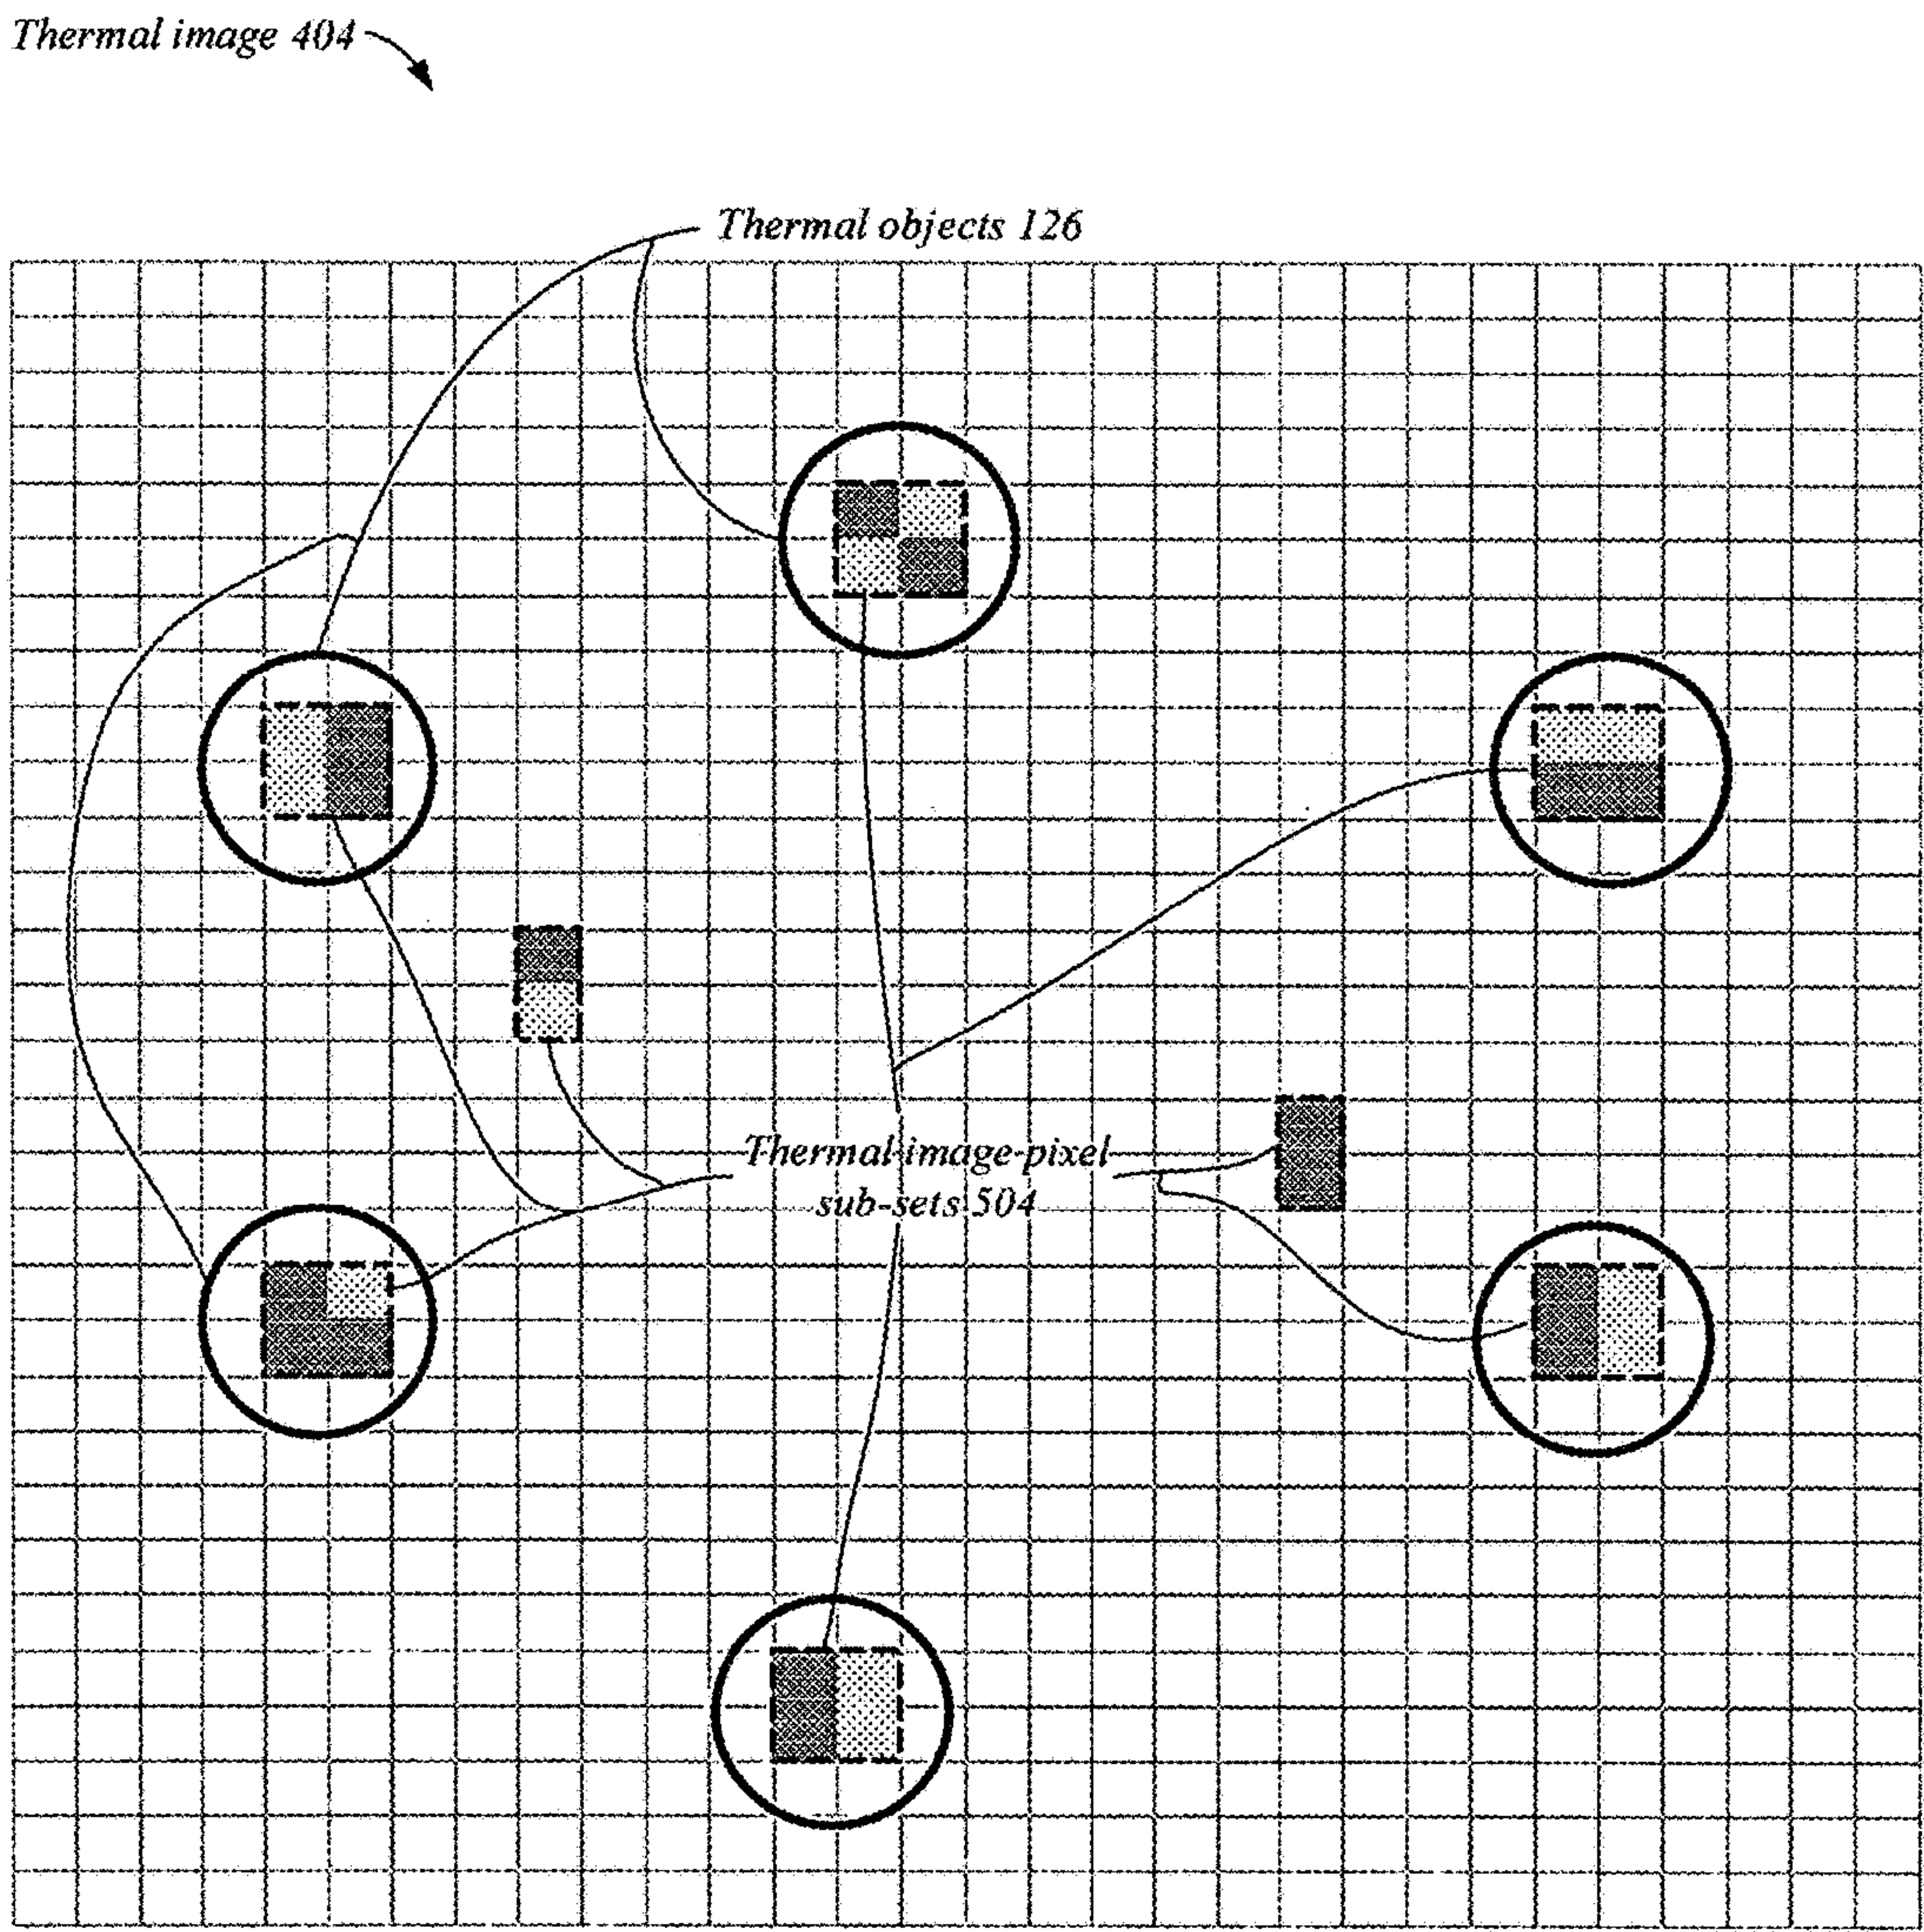 Thermal image 404
Thermal objects 126
Thermal image pixel
sub-sets 504